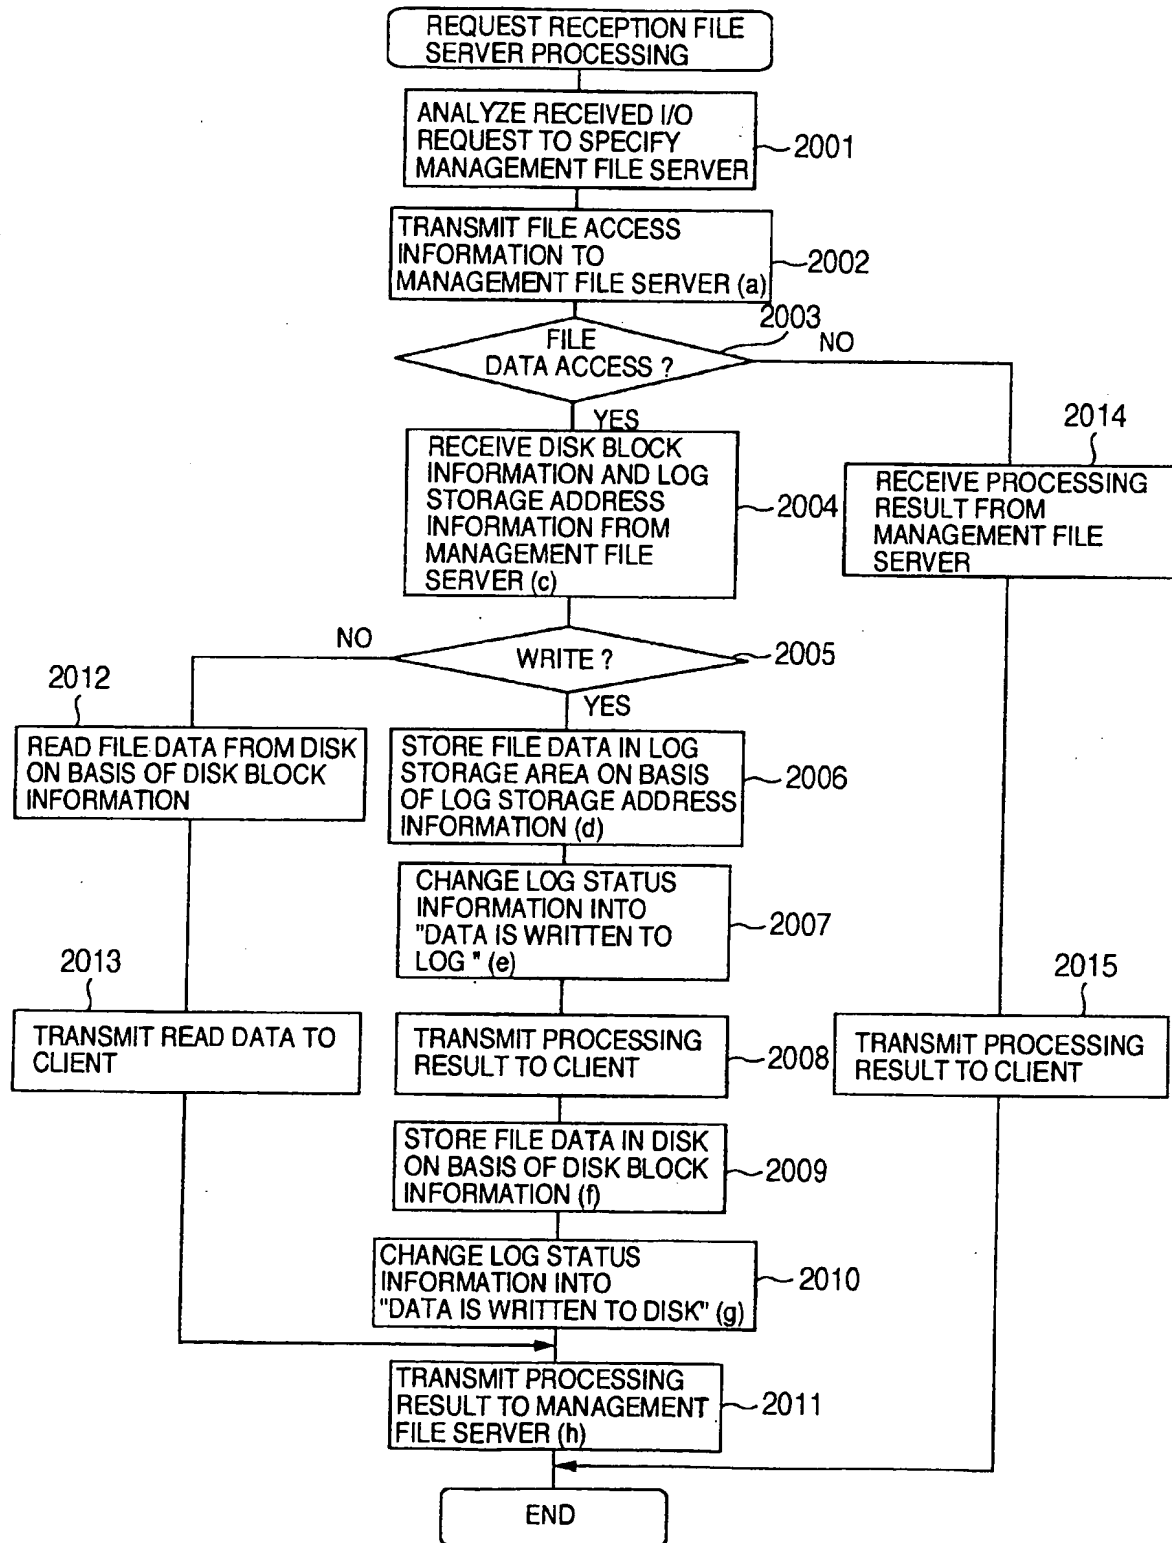 REQUEST RECEPTION FILE
SERVER PROCESSING
ANALYZE RECEIVED I/O
REQUEST TO SPECIFY
MANAGEMENT FILE SERVER
2001
TRANSMIT FILE ACCESS
INFORMATION TO
MANAGEMENT FILE SERVER (a)
2002
2003
FILE
DATA ACCESS ?
NO
YES
2014
RECEIVE DISK BLOCK
INFORMATION AND LOG
STORAGE ADDRESS
INFORMATION FROM
MANAGEMENT FILE
SERVER (c)
2004
RECEIVE PROCESSING
RESULT FROM
MANAGEMENT FILE
SERVER
NO
WRITE ?
2005
YES
2012
READ FILE DATA FROM DISK
ON BASIS OF DISK BLOCK
INFORMATION
STORE FILE DATA IN LOG
STORAGE AREA ON BASIS
OF LOG STORAGE ADDRESS
INFORMATION (d)
2006
CHANGE LOG STATUS
INFORMATION INTO
"DATA IS WRITTEN TO
LOG " (e)
2007
2013
2015
TRANSMIT READ DATA TO
CLIENT
TRANSMIT PROCESSING
RESULT TO CLIENT
2008
TRANSMIT PROCESSING
RESULT TO CLIENT
STORE FILE DATA IN DISK
ON BASIS OF DISK BLOCK
INFORMATION (f)
2009
CHANGE LOG STATUS
INFORMATION INTO
"DATA IS WRITTEN TO DISK" (g)
2010
TRANSMIT PROCESSING
RESULT TO MANAGEMENT
FILE SERVER (h)
2011
END